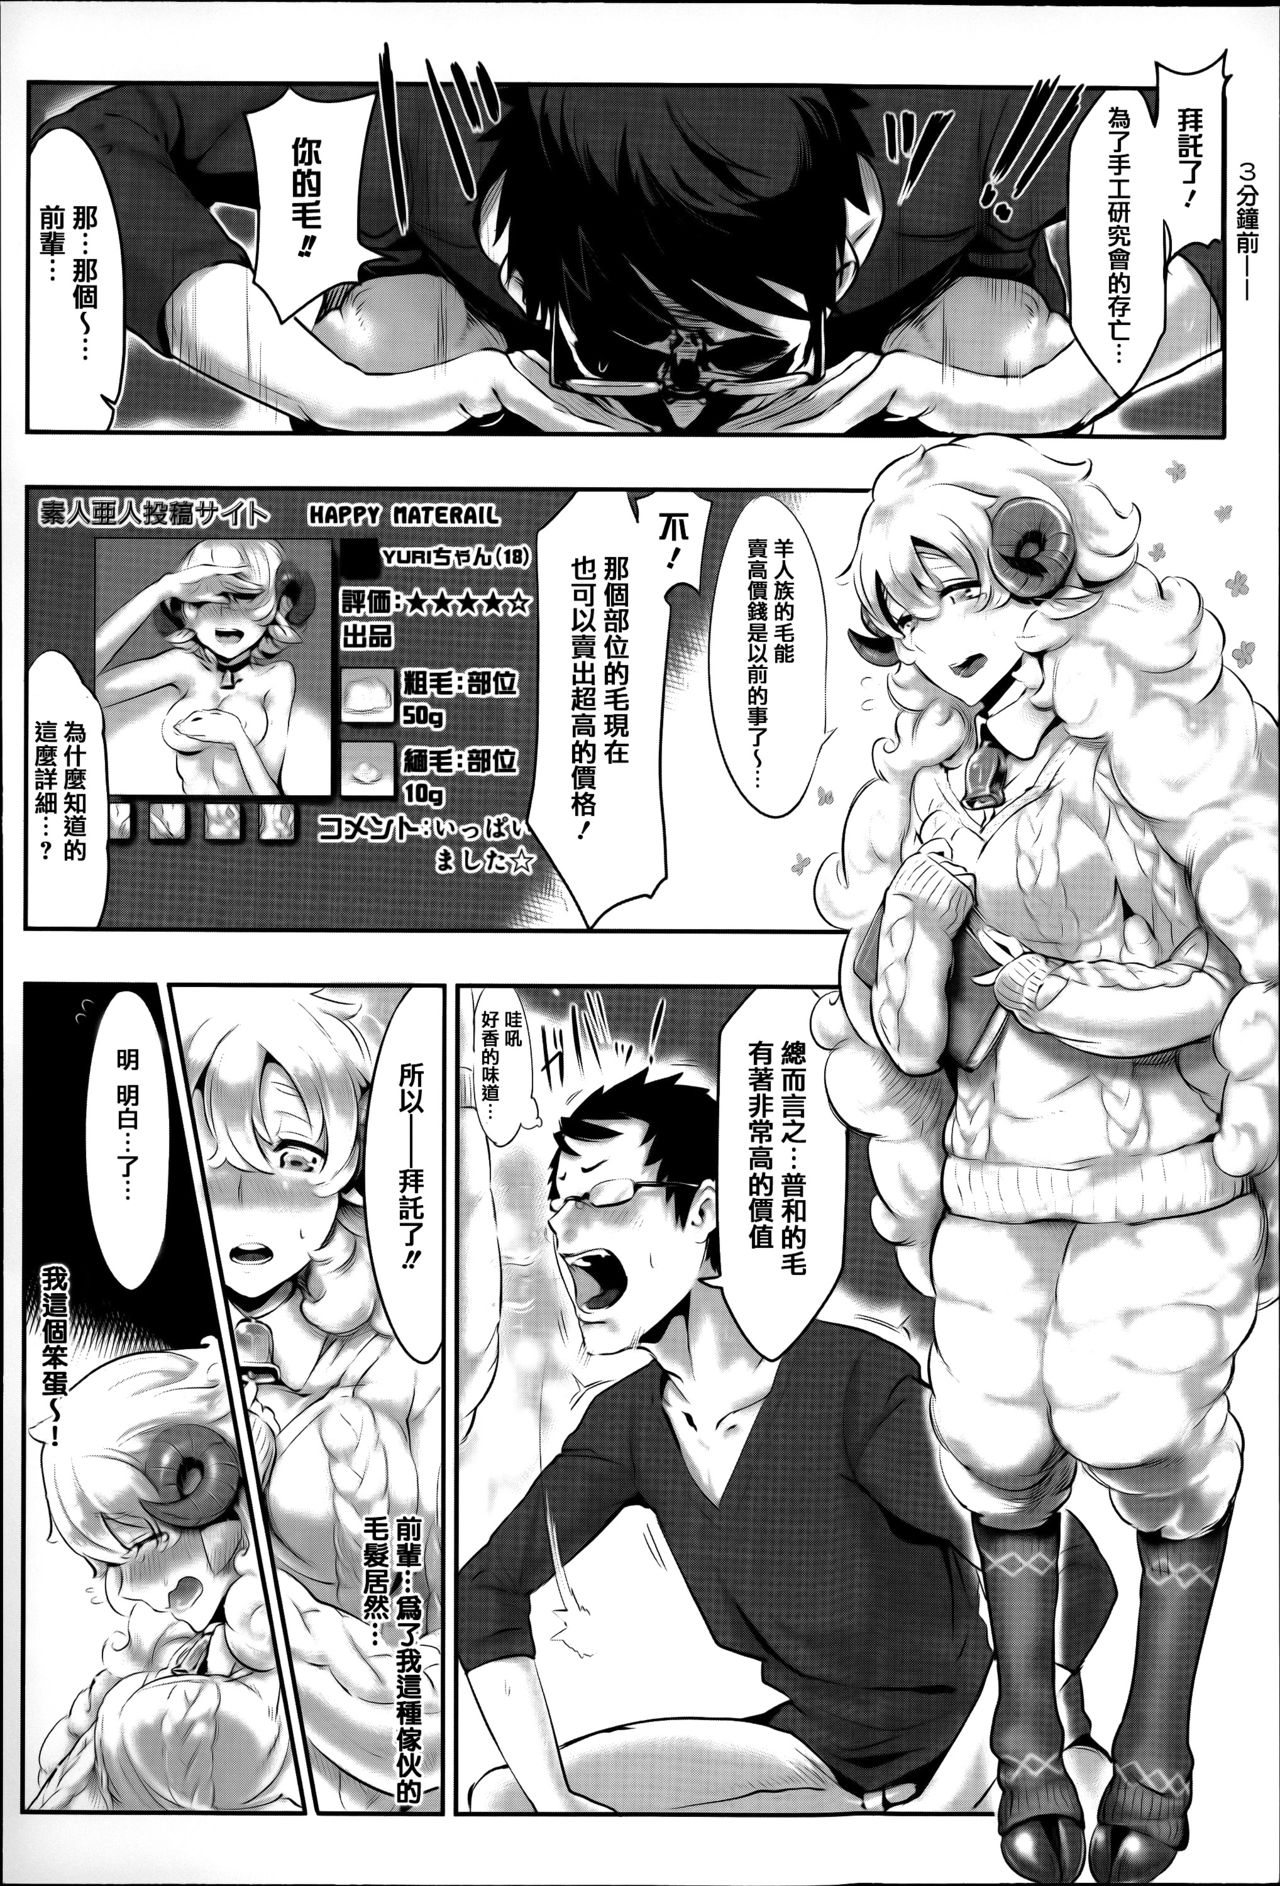 3分鐘前——
拜託了！
為了手工研究會的存亡…
你的毛!!
那…那個～…
前輩…
羊人族的毛能
賣高價錢是以前的事了～…
不！
那個部位的毛現在
也可以賣出超高的價格！
素人亜人投稿サイト
HAPPY MATERAIL
YURIちゃん(18)
評価:★★★★☆
出品
粗毛:部位
50g
緬毛:部位
10g
コメント:いっぱい
ました☆
為什麼知道的
這麼詳細…？
總而言之…普和的毛
有著非常高的價值
哇吼
好香的味道…
ガバッ
所以——拜託了!!
前輩…為了我這種傢伙的
毛髮居然…
明 明白…了…
我這個笨蛋～！